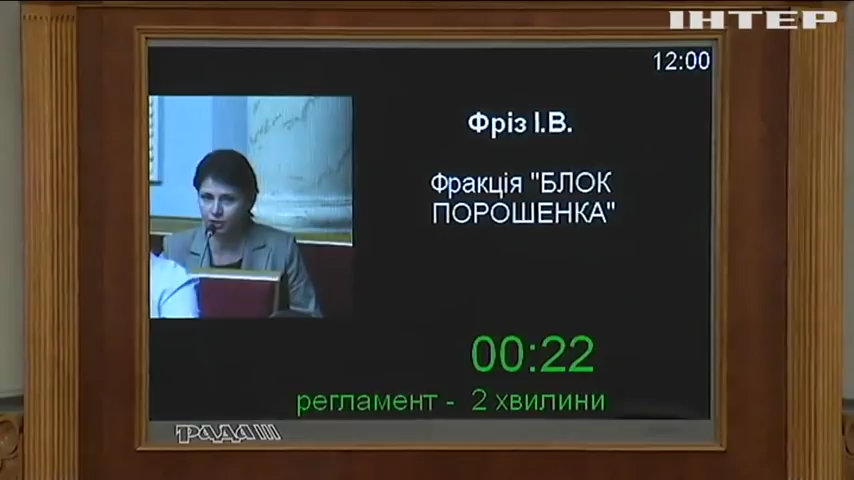 ІНТЕР
12:00
Фріз І.В.
Фракція "БЛОК
ПОРОШЕНКА"
00:22
регламент - 2 хвилини
РАДА